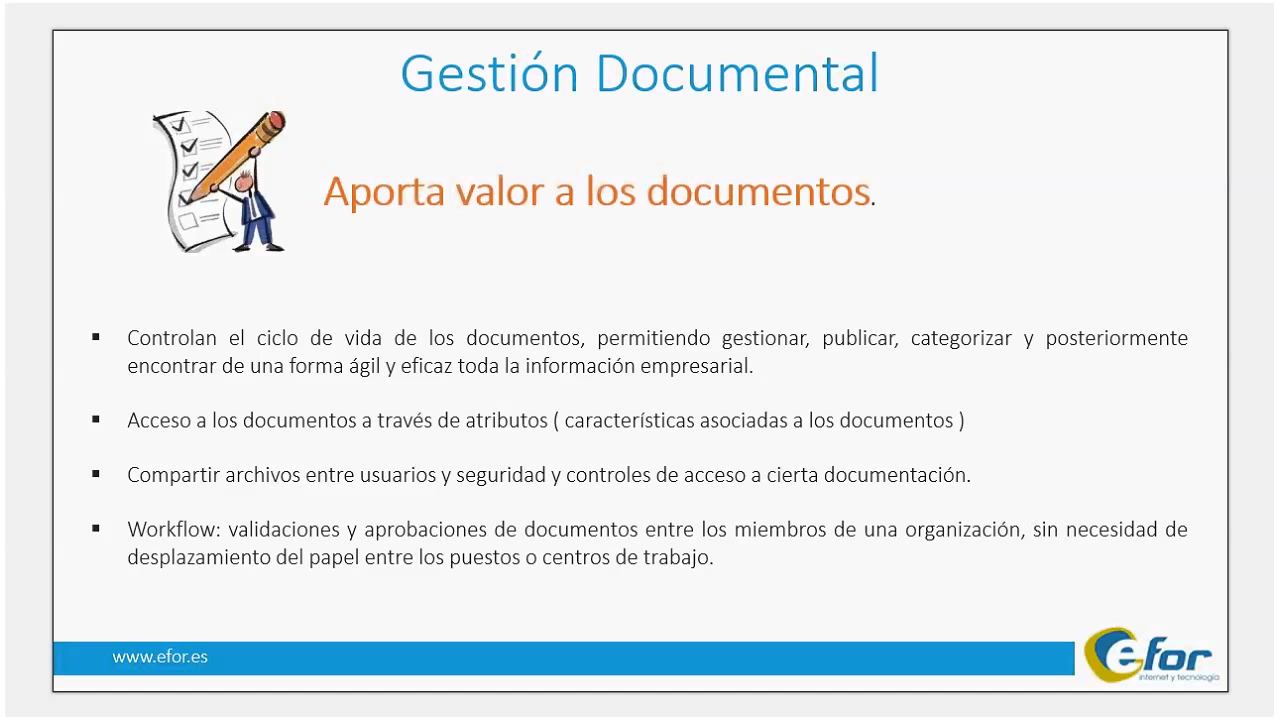 Gestión Documental
Aporta valor a los documentos.
▪ Controlan el ciclo de vida de los documentos, permitiendo gestionar, publicar, categorizar y posteriormente
encontrar de una forma ágil y eficaz toda la información empresarial.
▪ Acceso a los documentos a través de atributos ( características asociadas a los documentos )
▪ Compartir archivos entre usuarios y seguridad y controles de acceso a cierta documentación.
▪ Workflow: validaciones y aprobaciones de documentos entre los miembros de una organización, sin necesidad de
desplazamiento del papel entre los puestos o centros de trabajo.
www.efor.es
efor
internet y tecnología